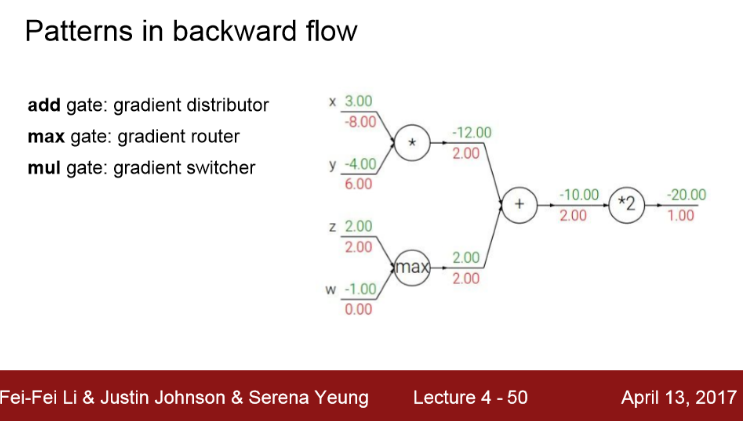 Patterns in backward flow
add gate: gradient distributor
max gate: gradient router
mul gate: gradient switcher
x 3.00
-8.00
y -4.00
6.00
*
-12.00
2.00
z 2.00
2.00
w -1.00
0.00
max
2.00
2.00
+
-10.00
2.00
*2
-20.00
1.00
Fei-Fei Li & Justin Johnson & Serena Yeung
Lecture 4 - 50
April 13, 2017